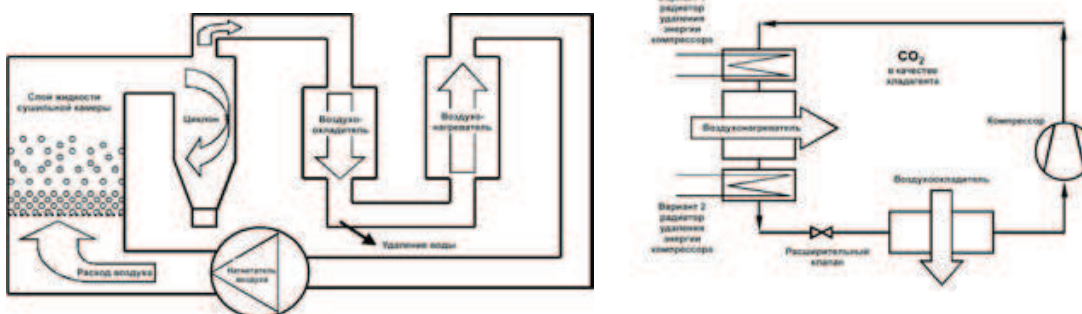 Слой жидкости
сушильной камеры
Циклон
Воздухо-
охладитель
Воздухо-
нагреватель
Удаление воды
Расход воздуха
Нагнетатель
воздуха
радиатор
удаления
энергии
компрессора
CO2
в качестве
хладагента
Воздухонагреватель
Компрессор
Воздухоохладитель
Вариант 2
радиатор
удаления
энергии
компрессора
Расширительный
клапан